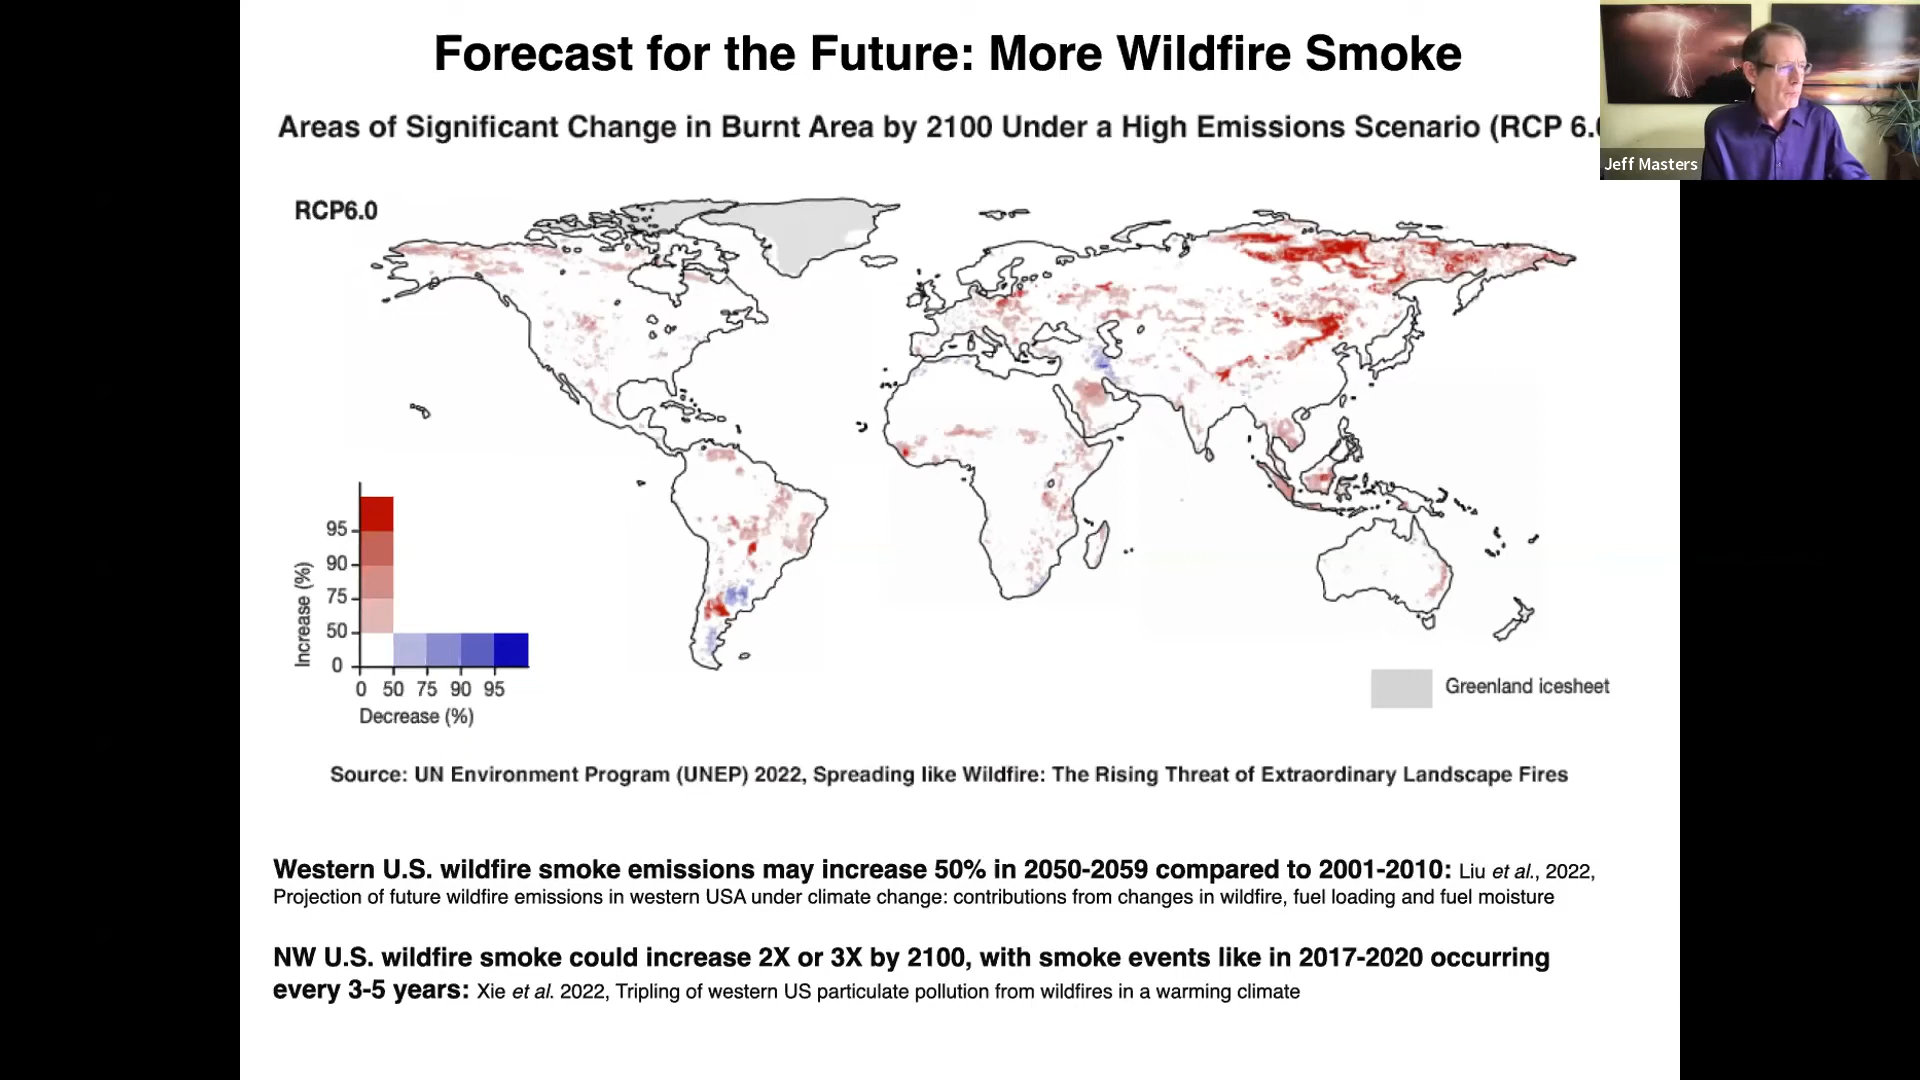 Forecast for the Future: More Wildfire Smoke
Areas of Significant Change in Burnt Area by 2100 Under a High Emissions Scenario (RCP 6.
Jeff Masters
RCP6.0
95
90
75
50
0
Increase (%)
0 50 75 90 95
Decrease (%)
Greenland icesheet
Source: UN Environment Program (UNEP) 2022, Spreading like Wildfire: The Rising Threat of Extraordinary Landscape Fires
Western U.S. wildfire smoke emissions may increase 50% in 2050-2059 compared to 2001-2010: Liu et al., 2022,
Projection of future wildfire emissions in western USA under climate change: contributions from changes in wildfire, fuel loading and fuel moisture
NW U.S. wildfire smoke could increase 2X or 3X by 2100, with smoke events like in 2017-2020 occurring
every 3-5 years: Xie et al. 2022, Tripling of western US particulate pollution from wildfires in a warming climate